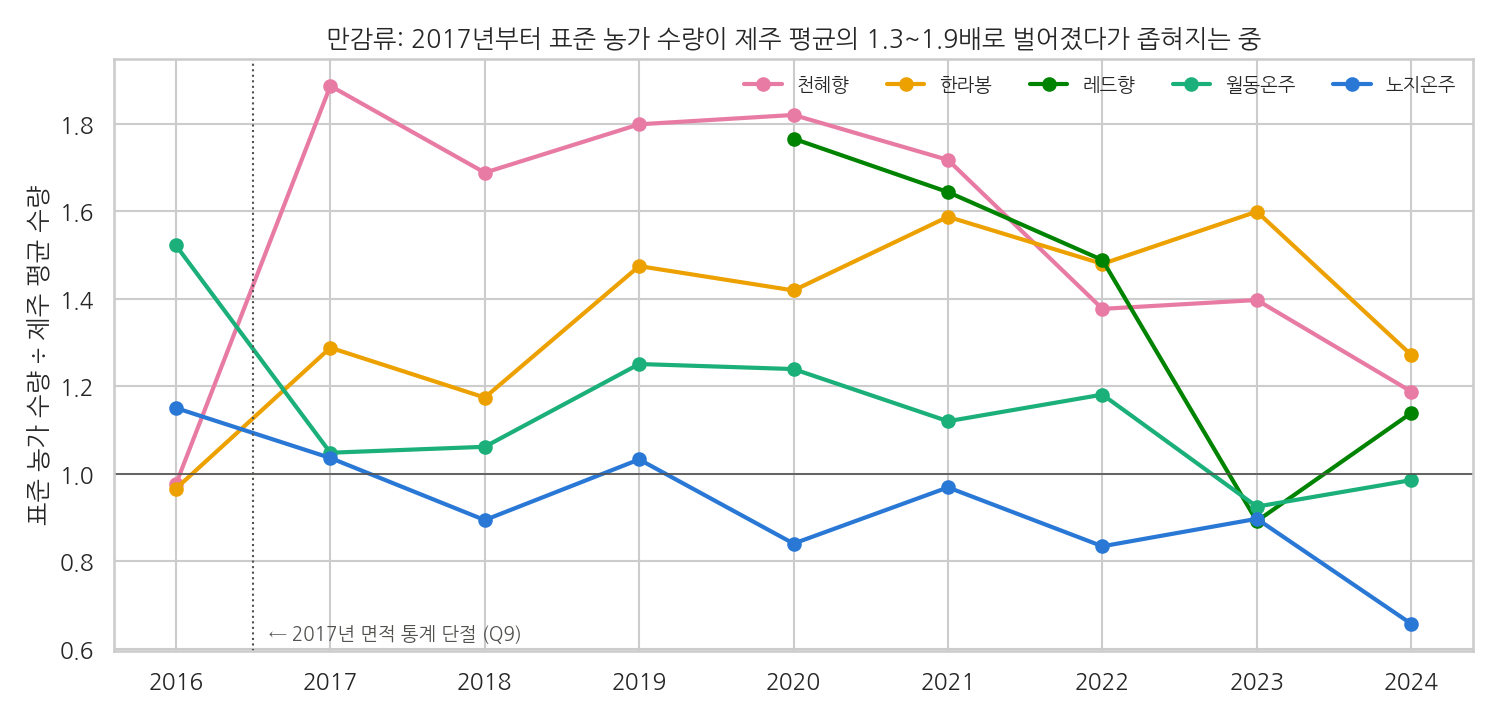 만감류: 2017년부터 표준 농가 수량이 제주 평균의 1.3~1.9배로 벌어졌다가 좁혀지는 중
천혜향 한라봉 레드향 월동온주 노지온주
표준 농가 수량 ÷ 제주 평균 수량
1.8
1.6
1.4
1.2
1.0
0.8
0.6
← 2017년 면적 통계 단절 (Q9)
2016 2017 2018 2019 2020 2021 2022 2023 2024